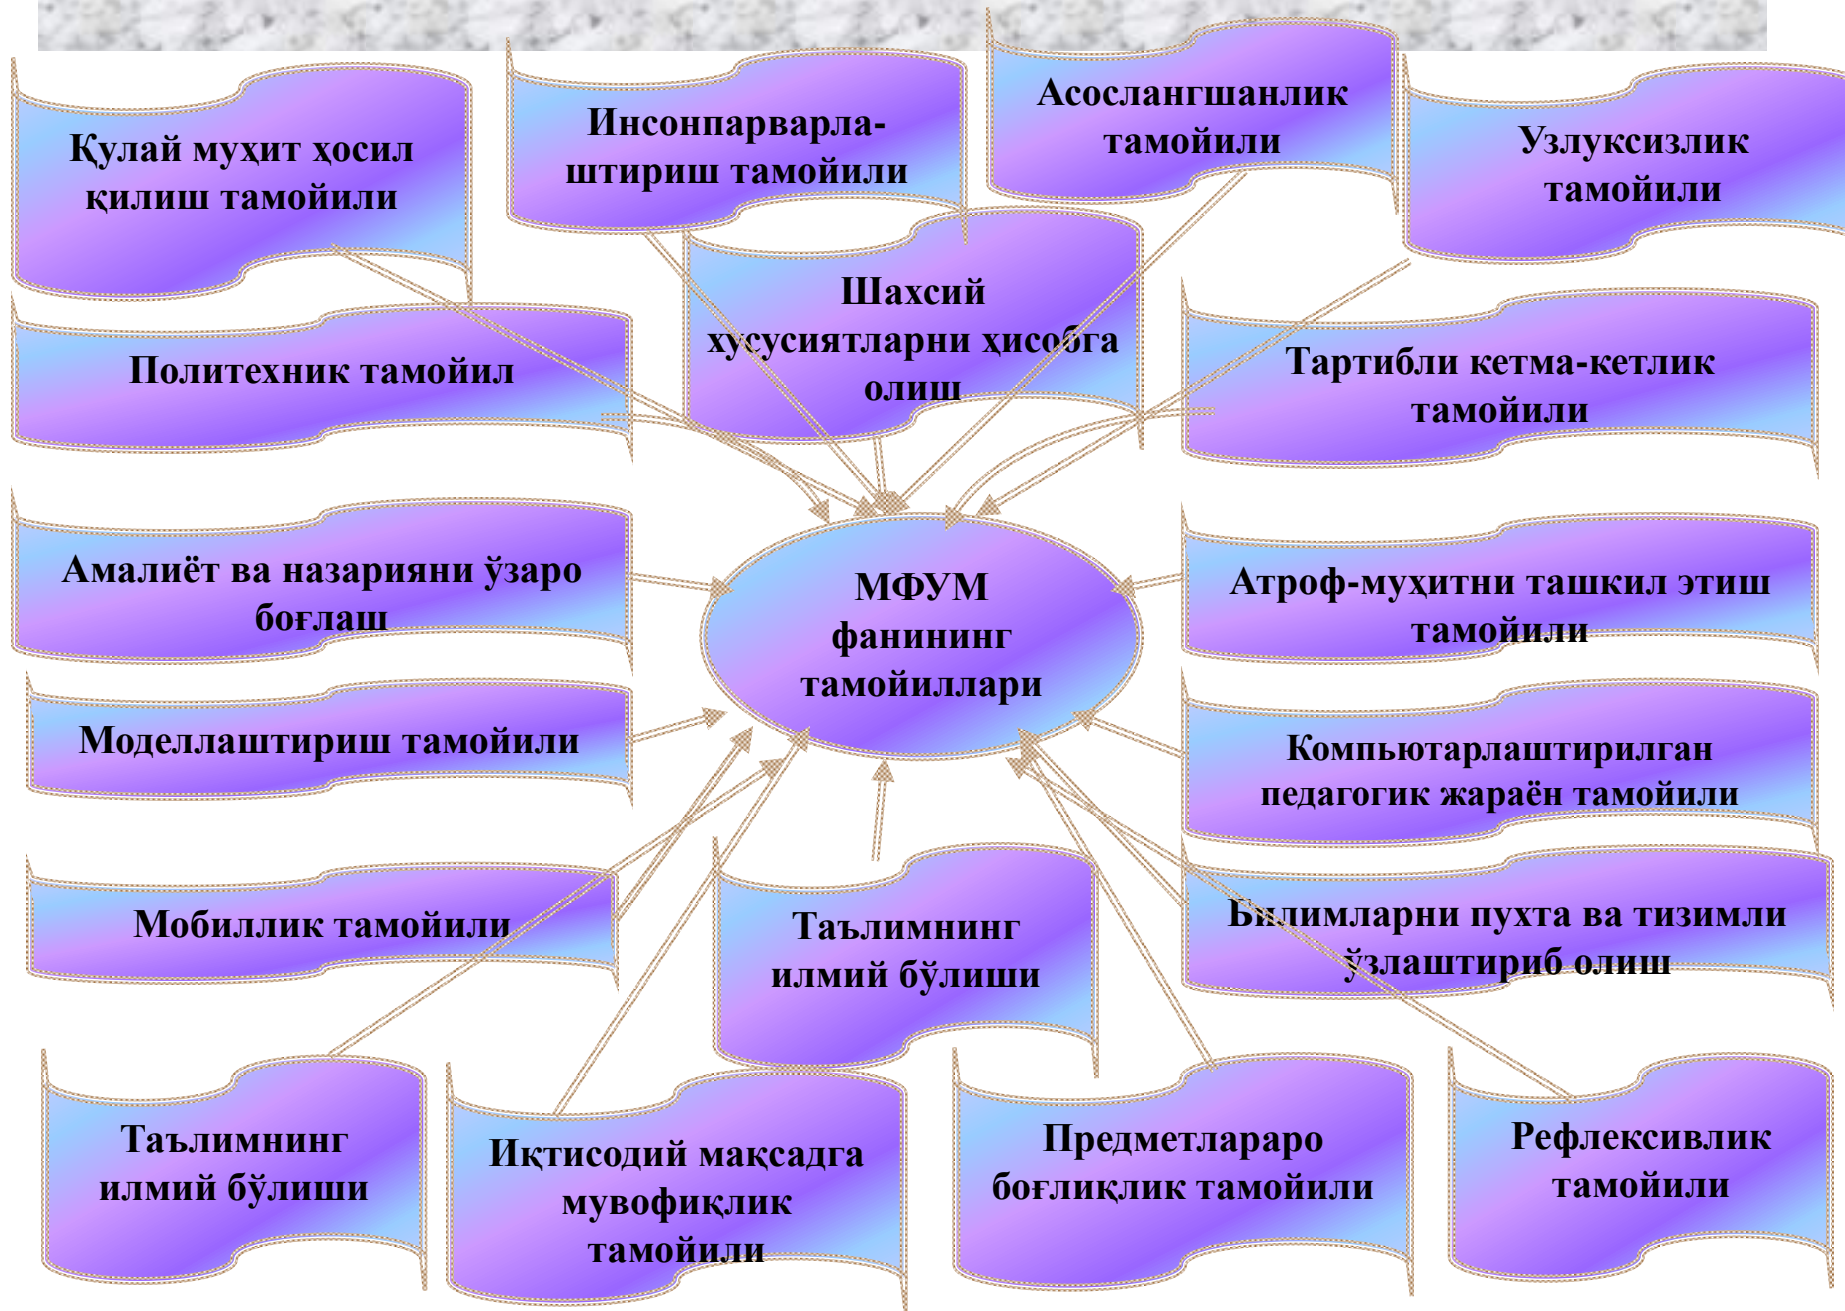 Қулай муҳит ҳосил
қилиш тамойили
Инсонпарварла-
штириш тамойили
Асослангшанлик
тамойили
Узлуксизлик
тамойили
Шахсий
хусусиятларни ҳисобга
олиш
Политехник тамойил
Тартибли кетма-кетлик
тамойили
Амалиёт ва назарияни ўзаро
боғлаш
МФУМ
фанининг
тамойиллари
Атроф-муҳитни ташкил этиш
тамойили
Моделлаштириш тамойили
Компьютарлаштирилган
педагогик жараён тамойили
Мобиллик тамойили
Таълимнинг
илмий бўлиши
Билимларни пухта ва тизимли
ўзлаштириб олиш
Таълимнинг
илмий бўлиши
Иқтисодий мақсадга
мувофиқлик
тамойили
Предметлараро
боғлиқлик тамойили
Рефлексивлик
тамойили